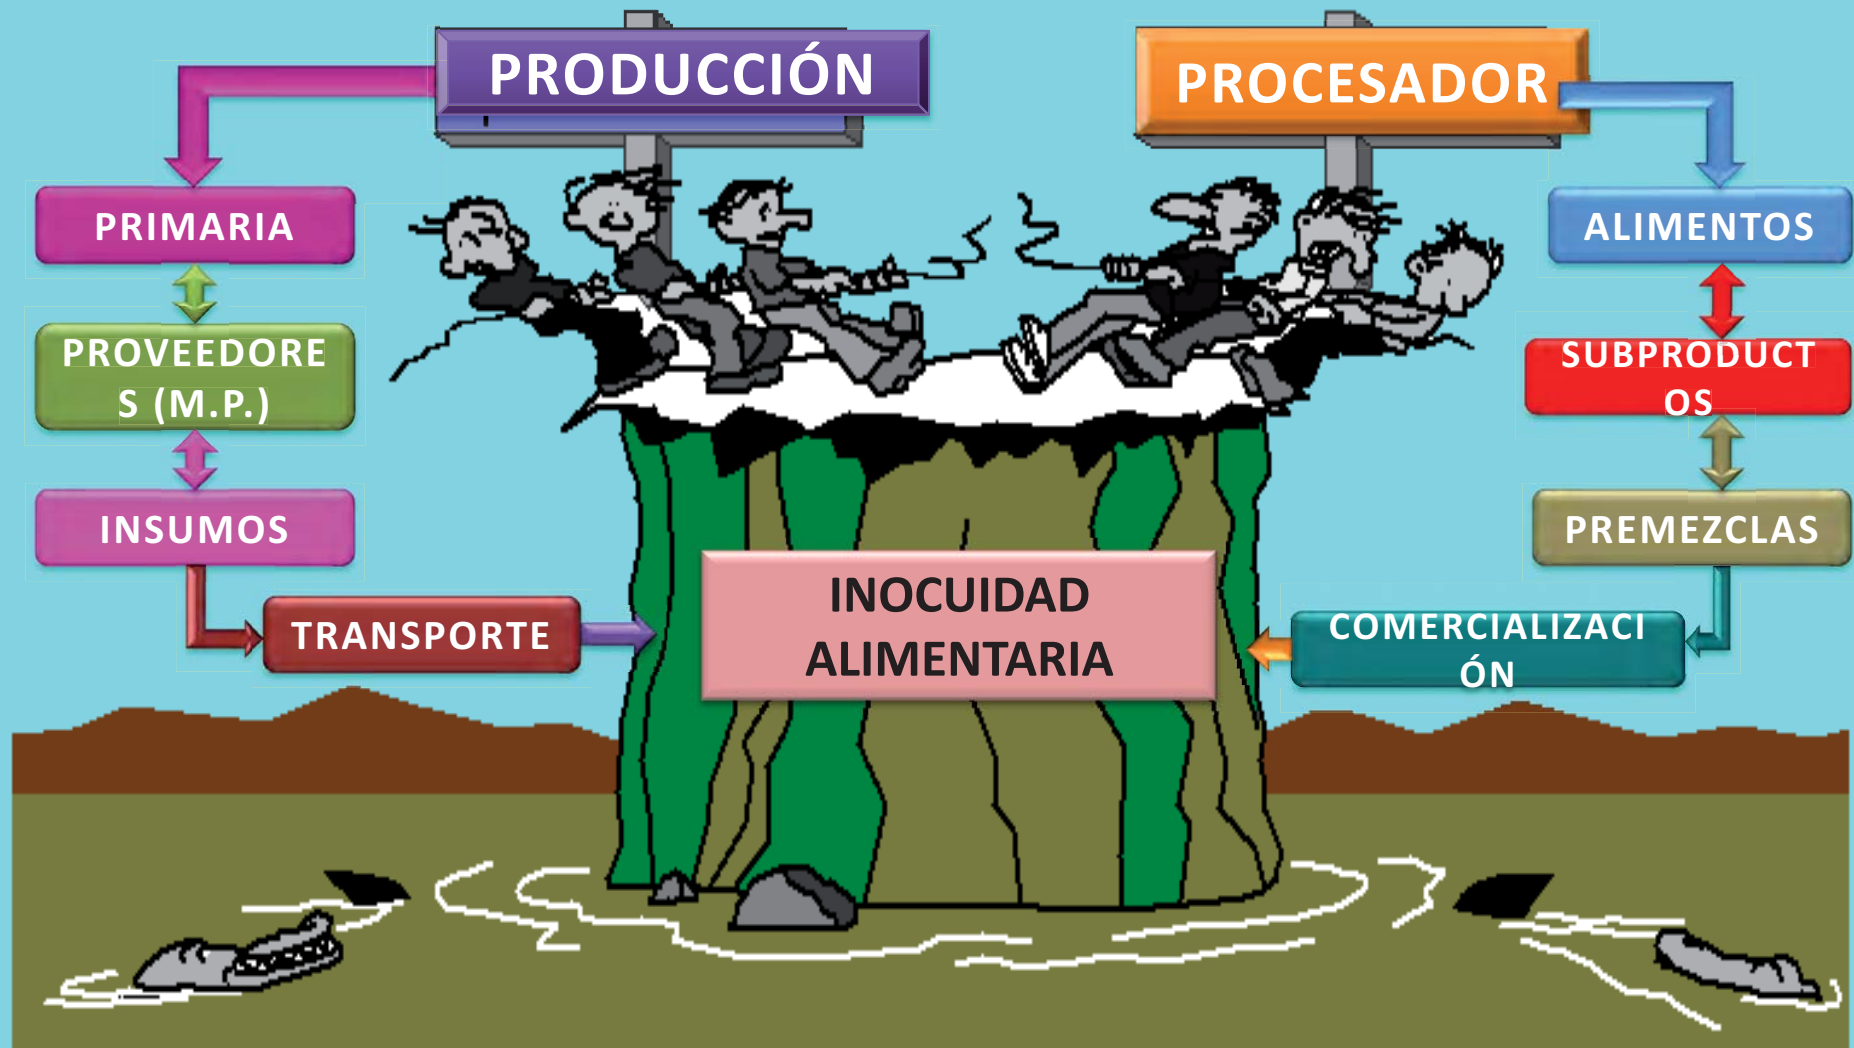 PRODUCCIÓN
PRIMARIA
PROVEEDORE
S (M.P.)
INSUMOS
TRANSPORTE
PROCESADOR
ALIMENTOS
SUBPRODUCT
OS
PREMEZCLAS
COMERCIALIZACI
ÓN
INOCUIDAD
ALIMENTARIA